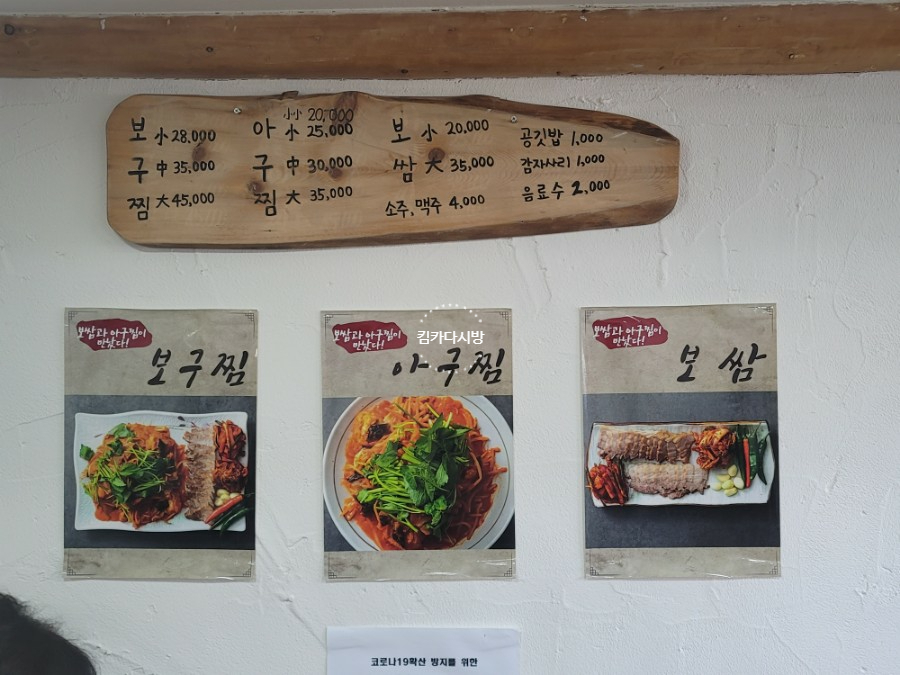 보 小 28,000
구 中 35,000
찜 大 45,000
小小 20,000
아 小 25,000
구 中 30,000
찜 大 35,000
보 小 20,000
쌈 大 35,000
소주, 맥주 4,000
공깃밥 1,000
감자사리 1,000
음료수 2,000
보쌈과 아구찜이
만났다!
보구찜
보쌈과 아구찜이
만났다!
아구찜
킴카다시방
보쌈과 아구찜이
만났다!
보쌈
코로나19확산 방지를 위한